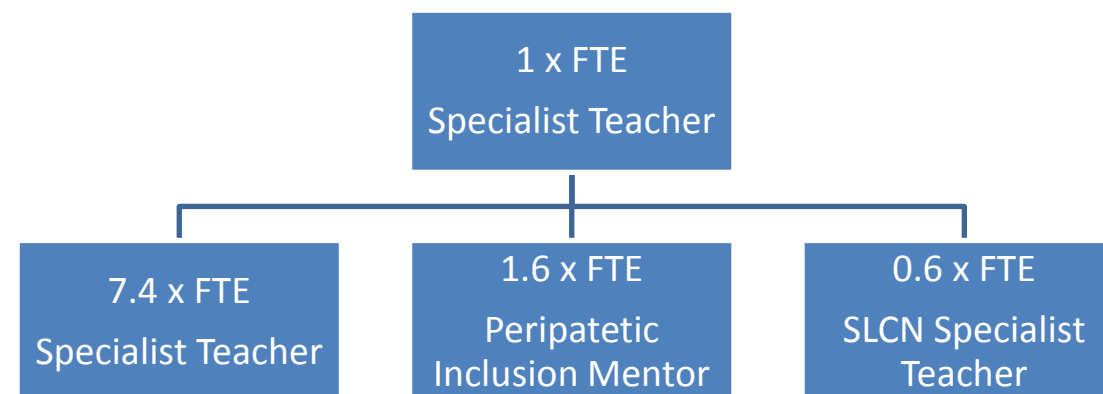 1 x FTE
Specialist Teacher
7.4 x FTE
Specialist Teacher
1.6 x FTE
Peripatetic
Inclusion Mentor
0.6 x FTE
SLCN Specialist
Teacher